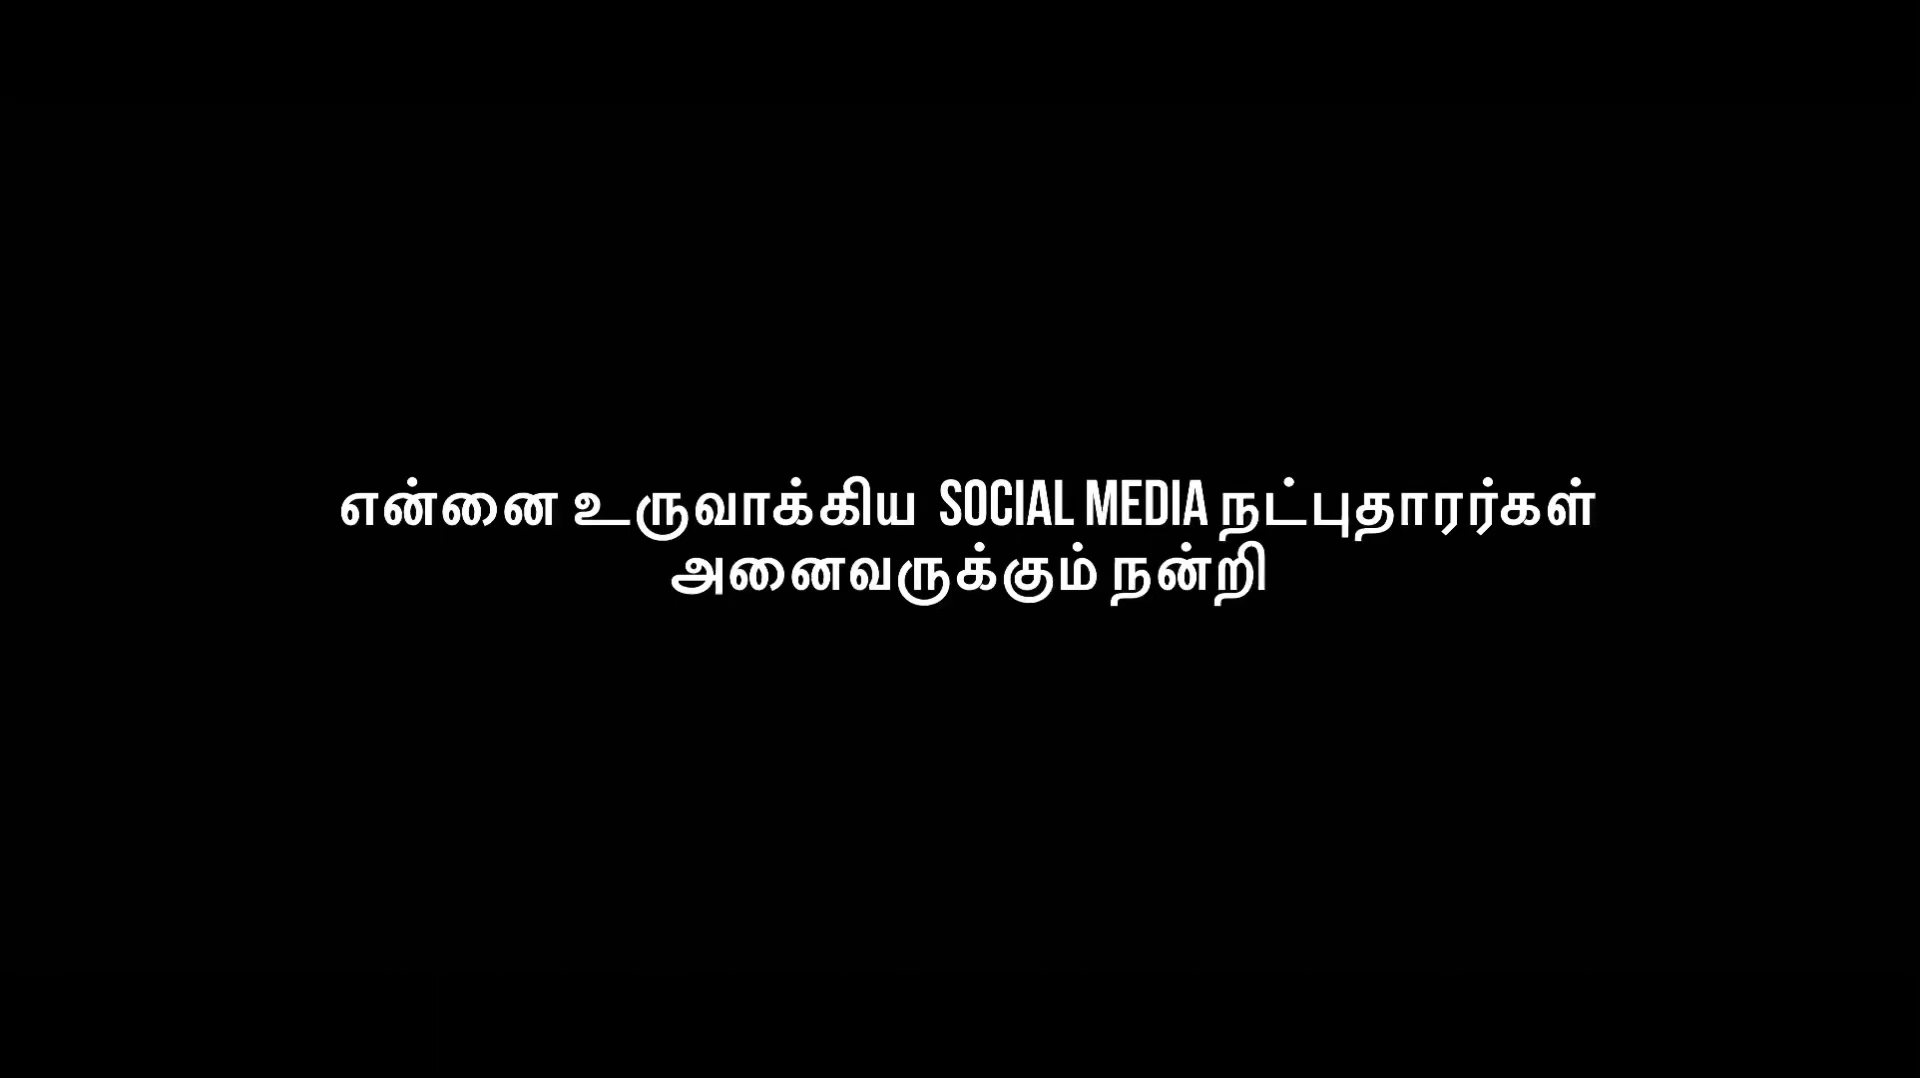 என்னை உருவாக்கிய SOCIAL MEDIA நட்புதாரர்கள்
அனைவருக்கும் நன்றி